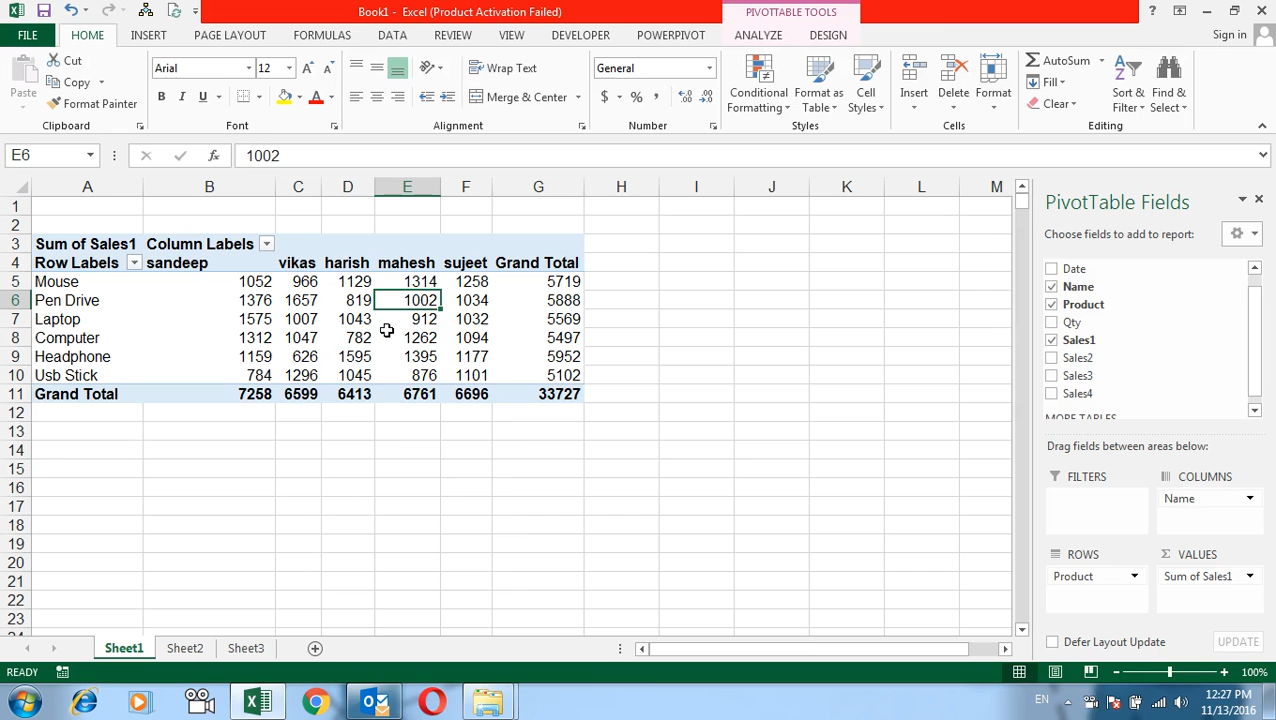 Book1 - Excel (Product Activation Failed)
PIVOTTABLE TOOLS
FILE HOME INSERT PAGE LAYOUT FORMULAS DATA REVIEW VIEW DEVELOPER POWERPIVOT ANALYZE DESIGN Sign in
Paste
Cut
Copy
Format Painter
Clipboard
Arial 12
B I U
Font
Wrap Text
Merge & Center
Alignment
General
$ % ,
Number
Conditional Formatting
Format as Table
Cell Styles
Styles
Insert Delete Format
Cells
AutoSum
Fill
Clear
Sort & Filter
Find & Select
Editing
E6 fx 1002
A B C D E F G H I J K L M
1
2
3 Sum of Sales1 Column Labels
4 Row Labels sandeep vikas harish mahesh sujeet Grand Total
5 Mouse 1052 966 1129 1314 1258 5719
6 Pen Drive 1376 1657 819 1002 1034 5888
7 Laptop 1575 1007 1043 912 1032 5569
8 Computer 1312 1047 782 1262 1094 5497
9 Headphone 1159 626 1595 1395 1177 5952
10 Usb Stick 784 1296 1045 876 1101 5102
11 Grand Total 7258 6599 6413 6761 6696 33727
12
13
14
15
16
17
18
19
20
21
22
23
PivotTable Fields
Choose fields to add to report:
Date
Name
Product
Qty
Sales1
Sales2
Sales3
Sales4
MORE TABLES
Drag fields between areas below:
FILTERS COLUMNS
Name
ROWS Σ VALUES
Product Sum of Sales1
Defer Layout Update UPDATE
Sheet1 Sheet2 Sheet3
READY 100%
EN 12:27 PM
11/13/2016